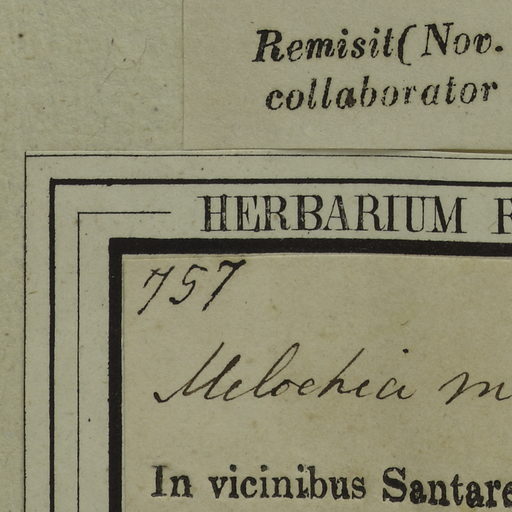 Remisit (Nov.
collaborator
HERBARIUM
757
Melochia m
In vicinibus Santare